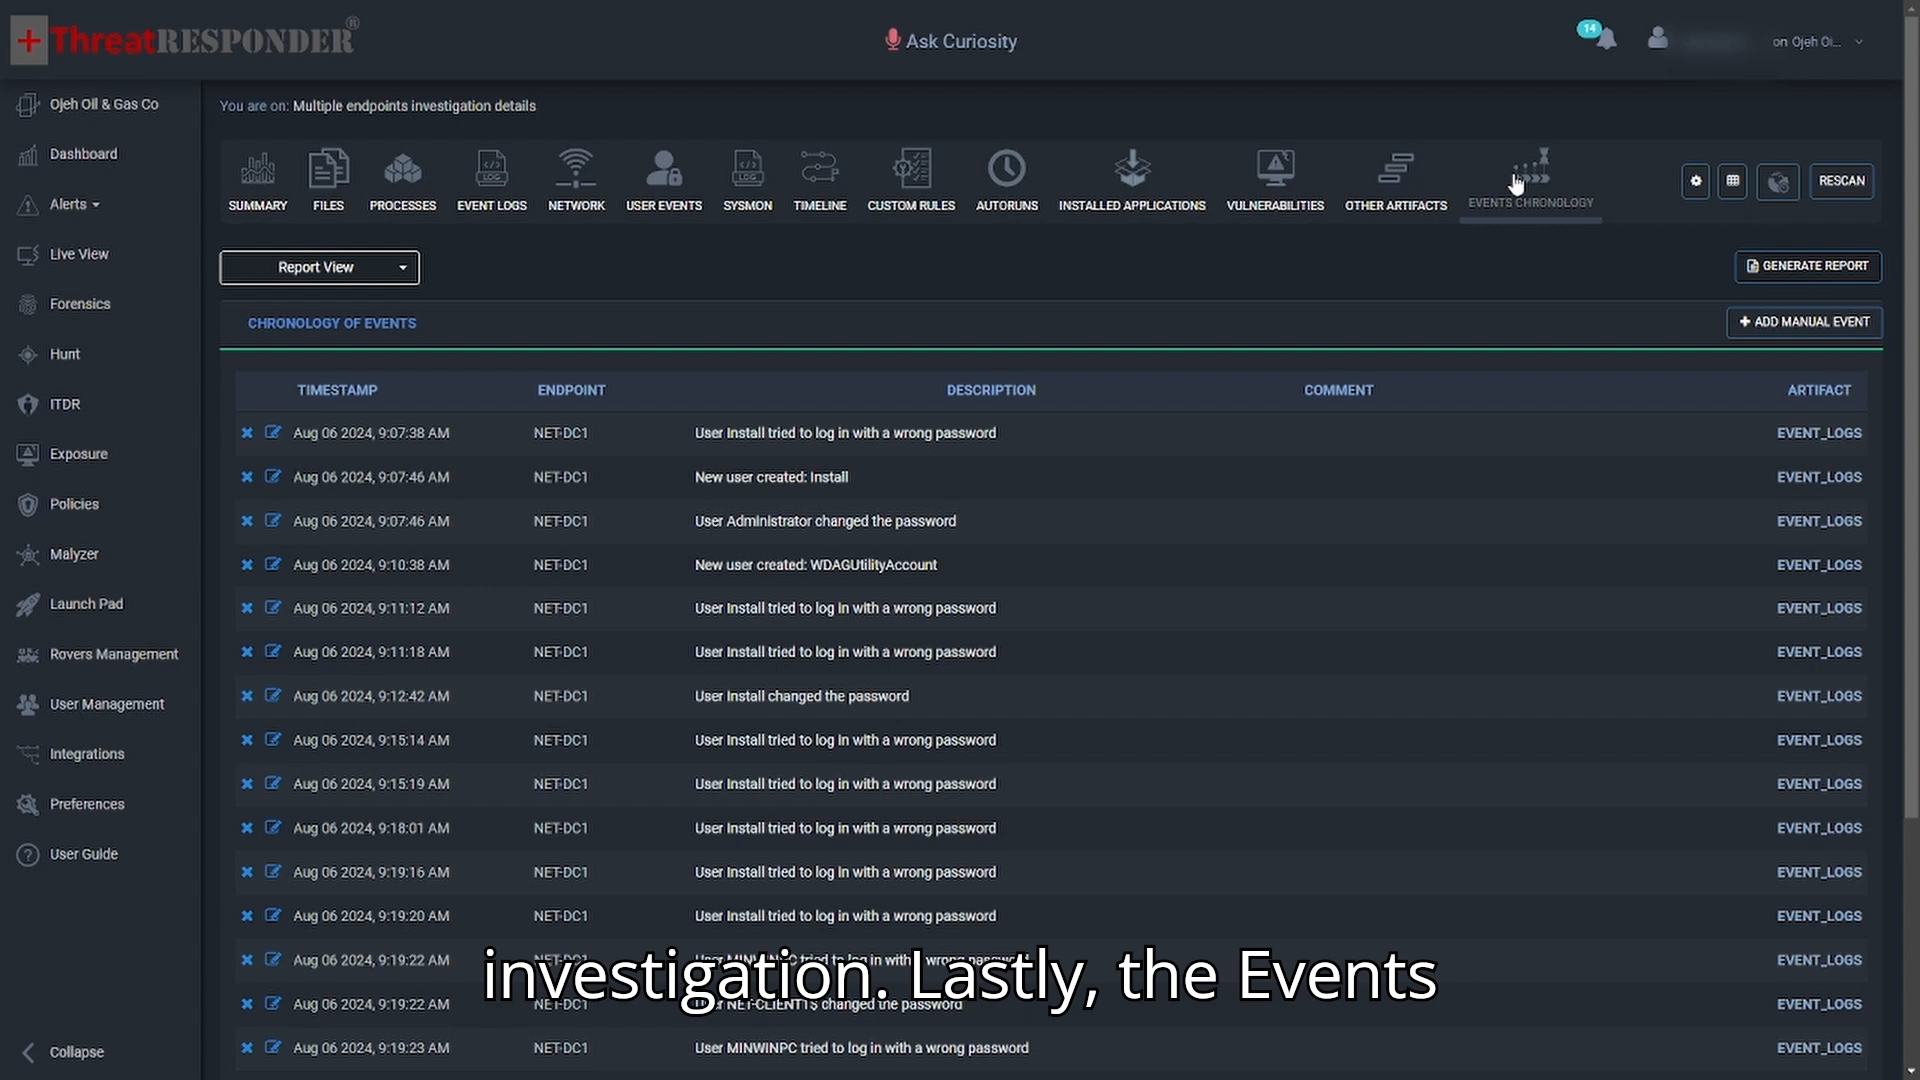 ThreatRESPONDER®
Ask Curiosity
14
on Ojeh Oi...
Ojeh Oil & Gas Co
Dashboard
Alerts
Live View
Forensics
Hunt
ITDR
Exposure
Policies
Malyzer
Launch Pad
Rovers Management
User Management
Integrations
Preferences
User Guide
Collapse
You are on: Multiple endpoints investigation details
SUMMARY
FILES
PROCESSES
EVENT LOGS
NETWORK
USER EVENTS
SYSMON
TIMELINE
CUSTOM RULES
AUTORUNS
INSTALLED APPLICATIONS
VULNERABILITIES
OTHER ARTIFACTS
EVENTS CHRONOLOGY
RESCAN
Report View
GENERATE REPORT
CHRONOLOGY OF EVENTS
ADD MANUAL EVENT
TIMESTAMP ENDPOINT DESCRIPTION COMMENT ARTIFACT
Aug 06 2024, 9:07:38 AM NET-DC1 User Install tried to log in with a wrong password EVENT_LOGS
Aug 06 2024, 9:07:46 AM NET-DC1 New user created: Install EVENT_LOGS
Aug 06 2024, 9:07:46 AM NET-DC1 User Administrator changed the password EVENT_LOGS
Aug 06 2024, 9:10:38 AM NET-DC1 New user created: WDAGUtilityAccount EVENT_LOGS
Aug 06 2024, 9:11:12 AM NET-DC1 User Install tried to log in with a wrong password EVENT_LOGS
Aug 06 2024, 9:11:18 AM NET-DC1 User Install tried to log in with a wrong password EVENT_LOGS
Aug 06 2024, 9:12:42 AM NET-DC1 User Install changed the password EVENT_LOGS
Aug 06 2024, 9:15:14 AM NET-DC1 User Install tried to log in with a wrong password EVENT_LOGS
Aug 06 2024, 9:15:19 AM NET-DC1 User Install tried to log in with a wrong password EVENT_LOGS
Aug 06 2024, 9:18:01 AM NET-DC1 User Install tried to log in with a wrong password EVENT_LOGS
Aug 06 2024, 9:19:16 AM NET-DC1 User Install tried to log in with a wrong password EVENT_LOGS
Aug 06 2024, 9:19:20 AM NET-DC1 User Install tried to log in with a wrong password EVENT_LOGS
Aug 06 2024, 9:19:22 AM NET-DC1 User MINWINPC tried to log in with a wrong password EVENT_LOGS
Aug 06 2024, 9:19:22 AM User NET-CLIENT1$ changed the password EVENT_LOGS
Aug 06 2024, 9:19:23 AM NET-DC1 User MINWINPC tried to log in with a wrong password EVENT_LOGS
investigation. Lastly, the Events